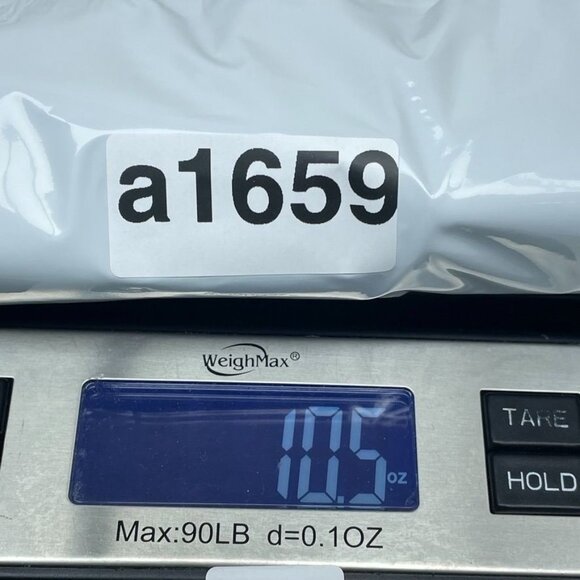 a1659
WeighMax®
10.5 oz
TARE
HOLD
Max:90LB d=0.1OZ